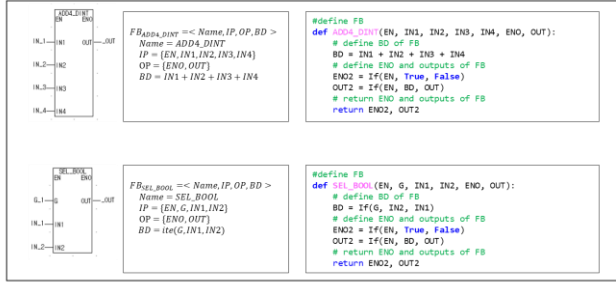 ADD4_DINT
EN ENO
IN_1 IN1 OUT _OUT
IN_2 IN2
IN_3 IN3
IN_4 IN4
FB_ADD4_DINT =< Name, IP, OP, BD >
Name = ADD4_DINT
IP = {EN, IN1, IN2, IN3, IN4}
OP = {ENO, OUT}
BD = IN1 + IN2 + IN3 + IN4
#define FB
def ADD4_DINT(EN, IN1, IN2, IN3, IN4, ENO, OUT):
# define BD of FB
BD = IN1 + IN2 + IN3 + IN4
# define ENO and outputs of FB
ENO2 = If(EN, True, False)
OUT2 = If(EN, BD, OUT)
# return ENO and outputs of FB
return ENO2, OUT2
SEL_BOOL
EN ENO
G_1 G OUT _OUT
IN_1 IN1
IN_2 IN2
FB_SEL_BOOL =< Name, IP, OP, BD >
Name = SEL_BOOL
IP = {EN, G, IN1, IN2}
OP = {ENO, OUT}
BD = ite(G, IN1, IN2)
#define FB
def SEL_BOOL(EN, G, IN1, IN2, ENO, OUT):
# define BD of FB
BD = If(G, IN2, IN1)
# define ENO and outputs of FB
ENO2 = If(EN, True, False)
OUT2 = If(EN, BD, OUT)
# return ENO and outputs of FB
return ENO2, OUT2